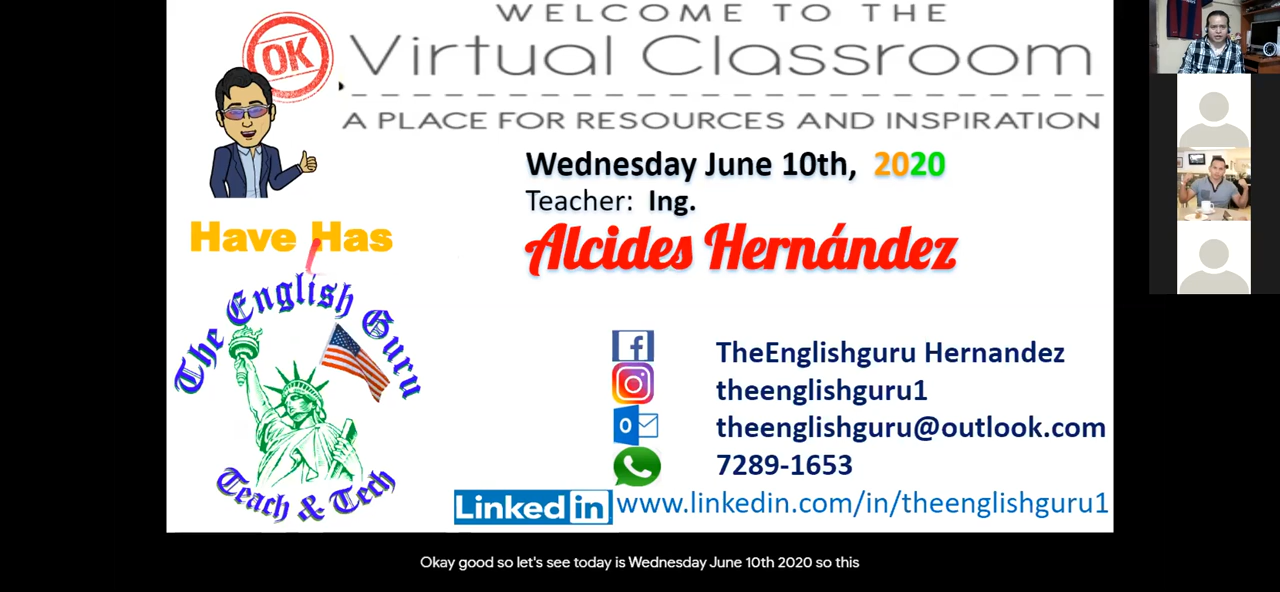 WELCOME TO THE
OK
Virtual Classroom
A PLACE FOR RESOURCES AND INSPIRATION
Wednesday June 10th, 2020
Teacher: Ing.
Alcides Hernández
Have Has
The English Guru
Teach & Tech
TheEnglishguru Hernandez
theenglishguru1
theenglishguru@outlook.com
7289-1653
Linked in www.linkedin.com/in/theenglishguru1
Okay good so let's see today is Wednesday June 10th 2020 so this